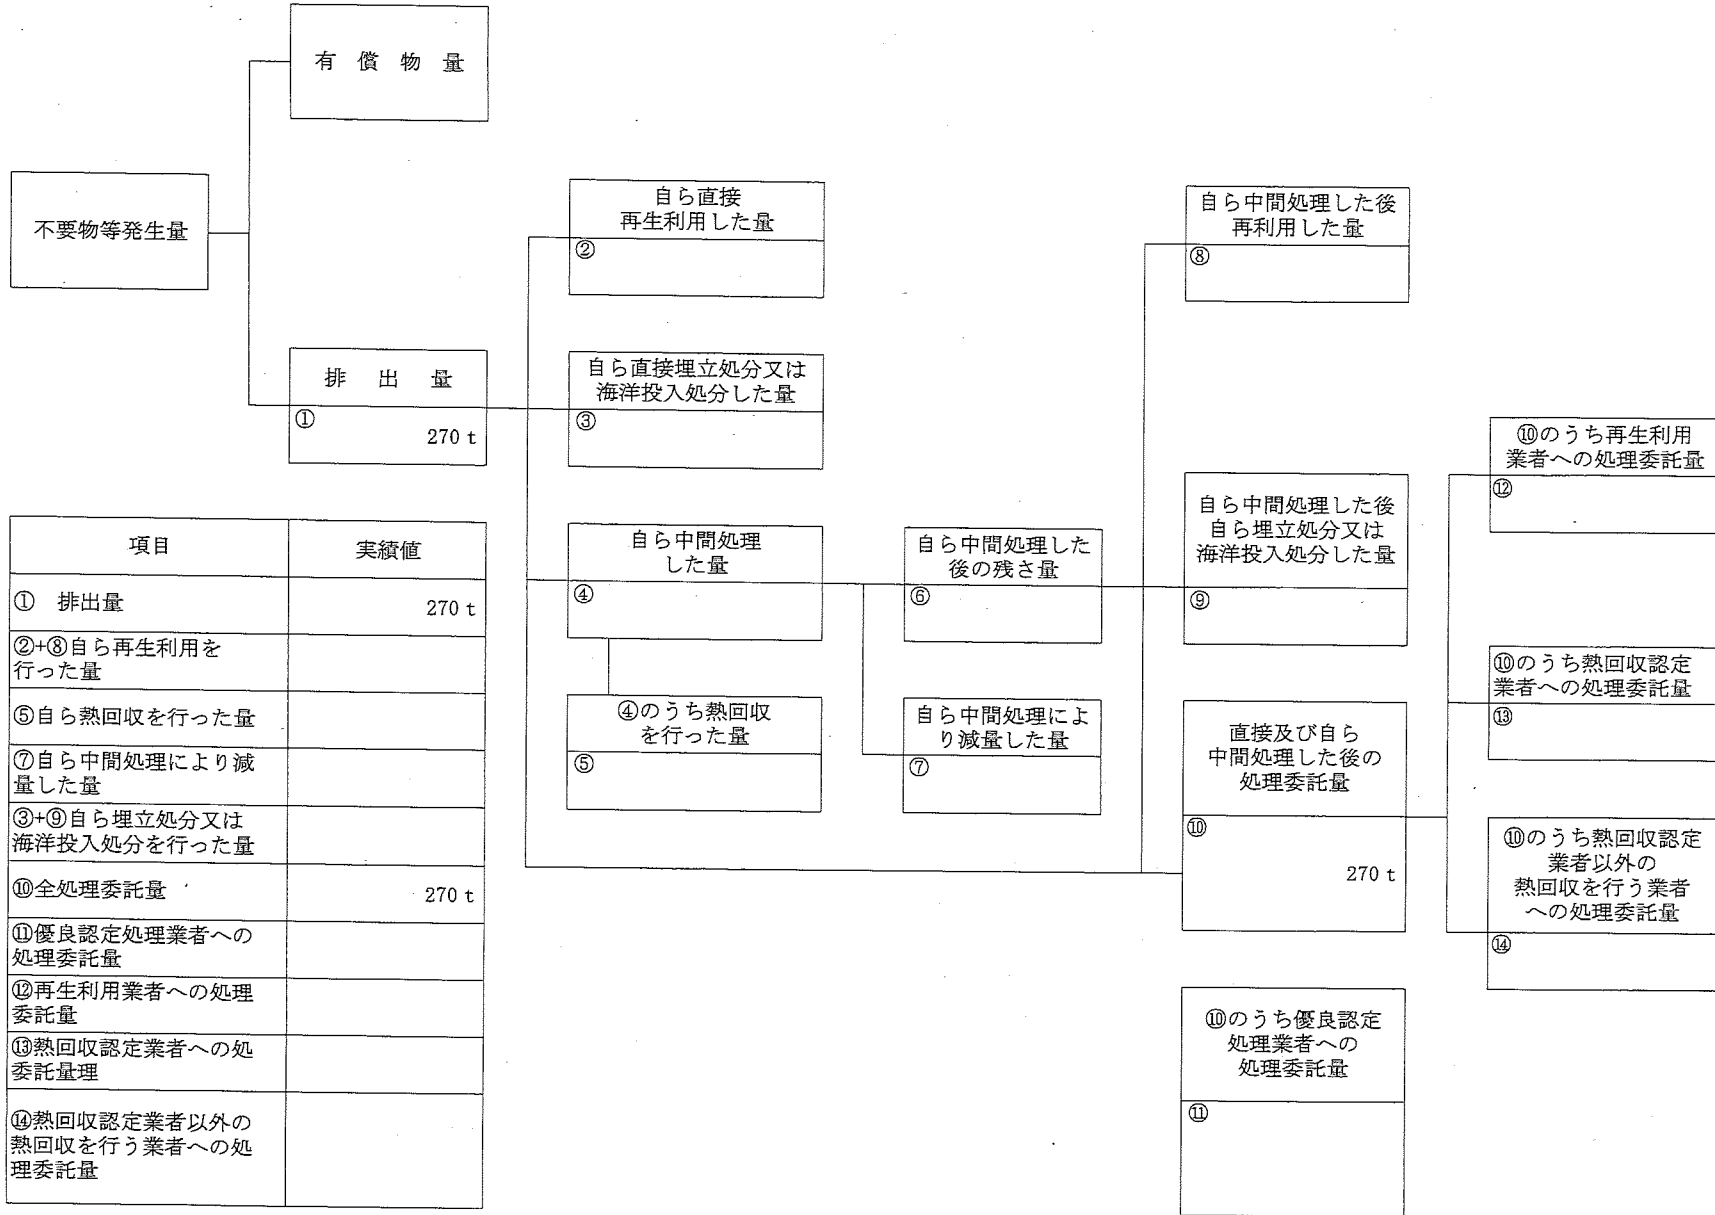 有償物量
不要物等発生量
排出量
①
270 t
自ら直接
再生利用した量
②
自ら直接埋立処分又は
海洋投入処分した量
③
自ら中間処理
した量
④
④のうち熱回収
を行った量
⑤
自ら中間処理した
後の残さ量
⑥
自ら中間処理によ
り減量した量
⑦
自ら中間処理した後
再利用した量
⑧
自ら中間処理した後
自ら埋立処分又は
海洋投入処分した量
⑨
直接及び自ら
中間処理した後の
処理委託量
⑩
270 t
⑩のうち優良認定
処理業者への
処理委託量
⑪
⑩のうち再生利用
業者への処理委託量
⑫
⑩のうち熱回収認定
業者への処理委託量
⑬
⑩のうち熱回収認定
業者以外の
熱回収を行う業者
への処理委託量
⑭
項目 実績値
① 排出量 270 t
②+⑧自ら再生利用を
行った量
⑤自ら熱回収を行った量
⑦自ら中間処理により減
量した量
③+⑨自ら埋立処分又は
海洋投入処分を行った量
⑩全処理委託量 270 t
⑪優良認定処理業者への
処理委託量
⑫再生利用業者への処理
委託量
⑬熱回収認定業者への処
委託量理
⑭熱回収認定業者以外の
熱回収を行う業者への処
理委託量